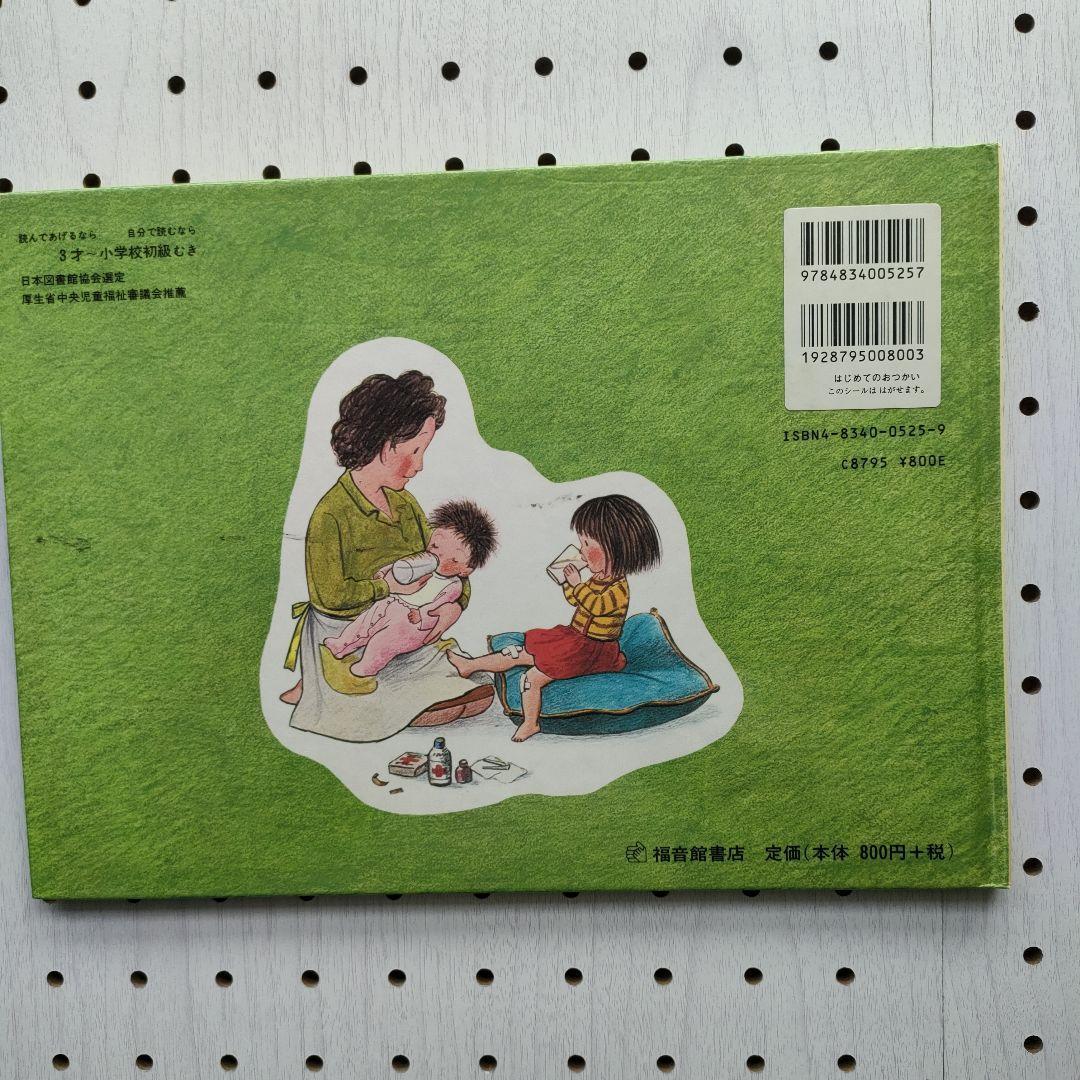 読んであげるなら 自分で読むなら
3才〜小学校初級むき
日本図書館協会選定
厚生省中央児童福祉審議会推薦
9784834005257
1928795008003
はじめてのおつかい
このシールははがせます。
ISBN4-8340-0525-9
C8795 ¥800E
福音館書店 定価(本体 800円+税)